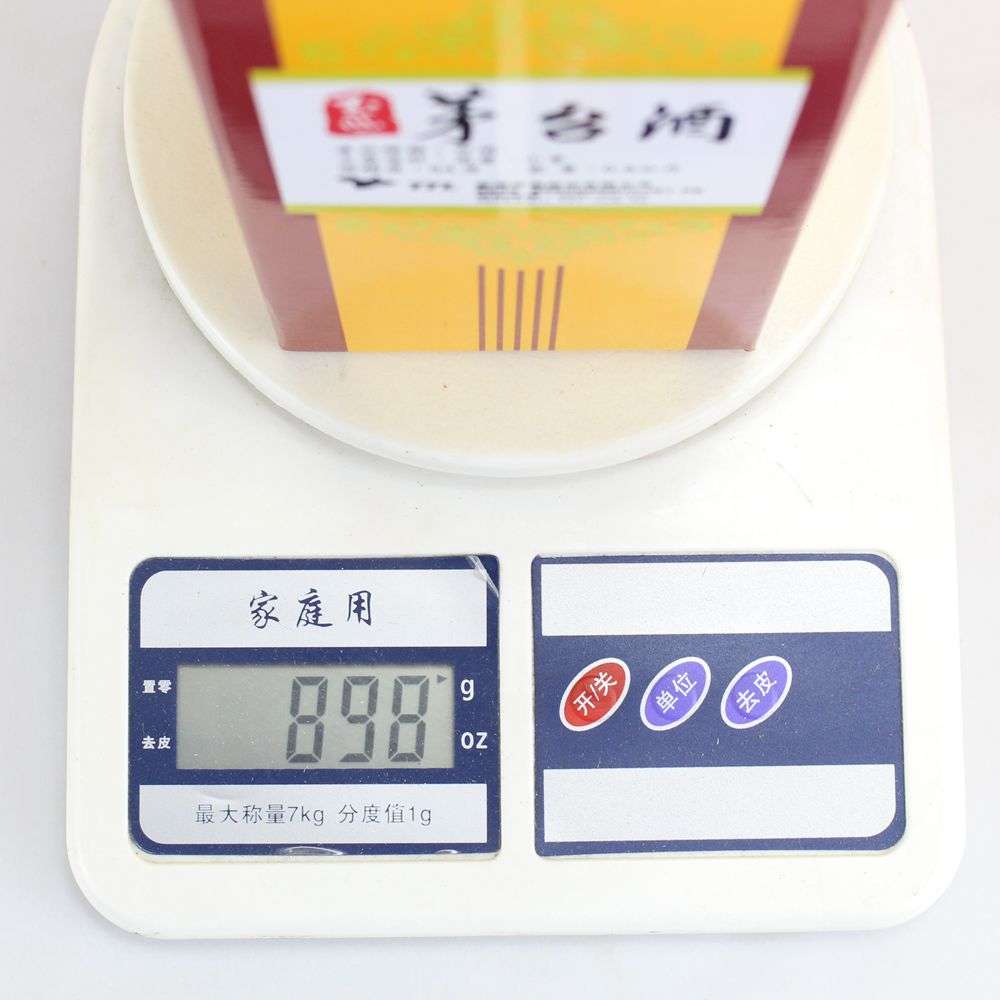 茅台酒
家庭用
置零
898
g
去皮
OZ
最大称量7kg 分度值1g
开/关
单位
去皮